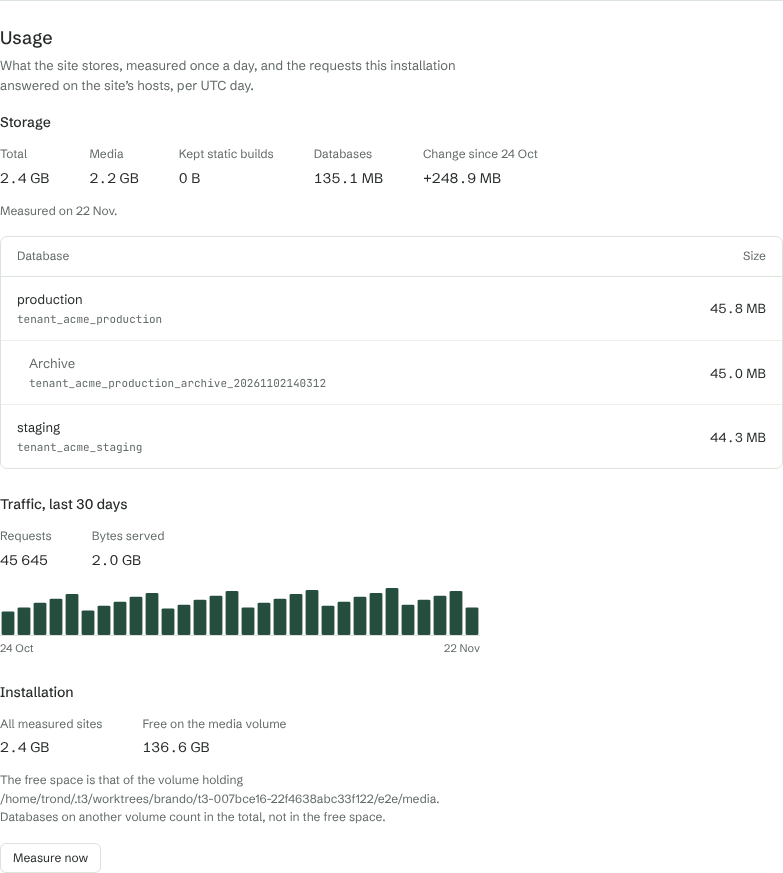 Usage
What the site stores, measured once a day, and the requests this installation
answered on the site's hosts, per UTC day.
Storage
Total Media Kept static builds Databases Change since 24 Oct
2.4 GB 2.2 GB 0 B 135.1 MB +248.9 MB
Measured on 22 Nov.
Database Size
production
tenant_acme_production
45.8 MB
Archive
tenant_acme_production_archive_20261102140312
45.0 MB
staging
tenant_acme_staging
44.3 MB
Traffic, last 30 days
Requests Bytes served
45 645 2.0 GB
24 Oct 22 Nov
Installation
All measured sites Free on the media volume
2.4 GB 136.6 GB
The free space is that of the volume holding
/home/trond/.t3/worktrees/brando/t3-007bce16-22f4638abc33f122/e2e/media.
Databases on another volume count in the total, not in the free space.
Measure now